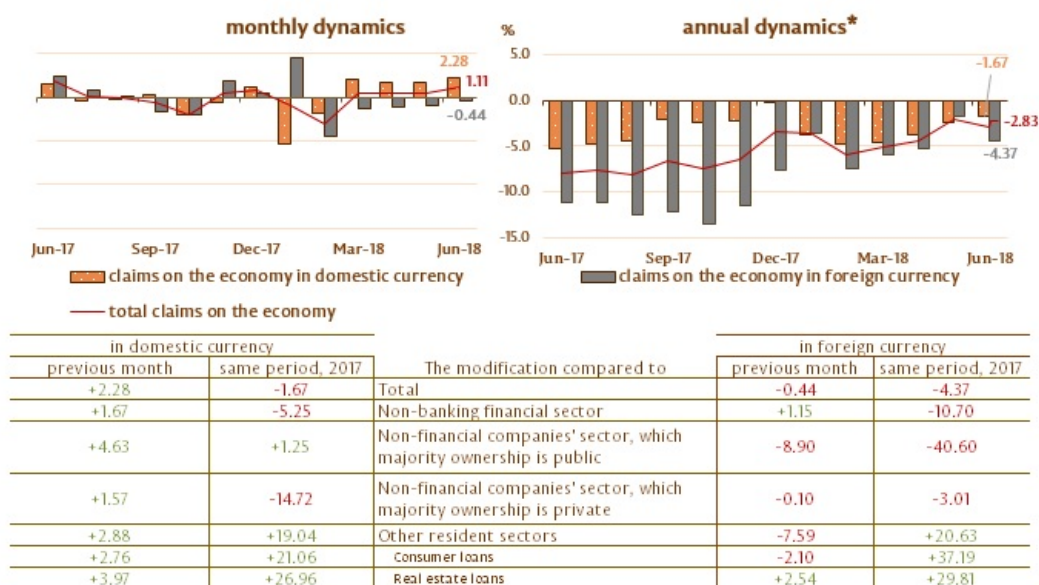 monthly dynamics
2.28
1.11
-0.44
Jun-17 Sep-17 Dec-17 Mar-18 Jun-18
annual dynamics*
%
5.0
0.0
-5.0
-10.0
-15.0
-1.67
-2.83
-4.37
Jun-17 Sep-17 Dec-17 Mar-18 Jun-18
claims on the economy in domestic currency
claims on the economy in foreign currency
total claims on the economy
in domestic currency in foreign currency
previous month same period, 2017 The modification compared to previous month same period, 2017
+2.28 -1.67 Total -0.44 -4.37
+1.67 -5.25 Non-banking financial sector +1.15 -10.70
+4.63 +1.25 Non-financial companies' sector, which -8.90 -40.60
majority ownership is public
+1.57 -14.72 Non-financial companies' sector, which -0.10 -3.01
majority ownership is private
+2.88 +19.04 Other resident sectors -7.59 +20.63
+2.76 +21.06 Consumer loans -2.10 +37.19
+3.97 +26.96 Real estate loans +2.54 +29.81